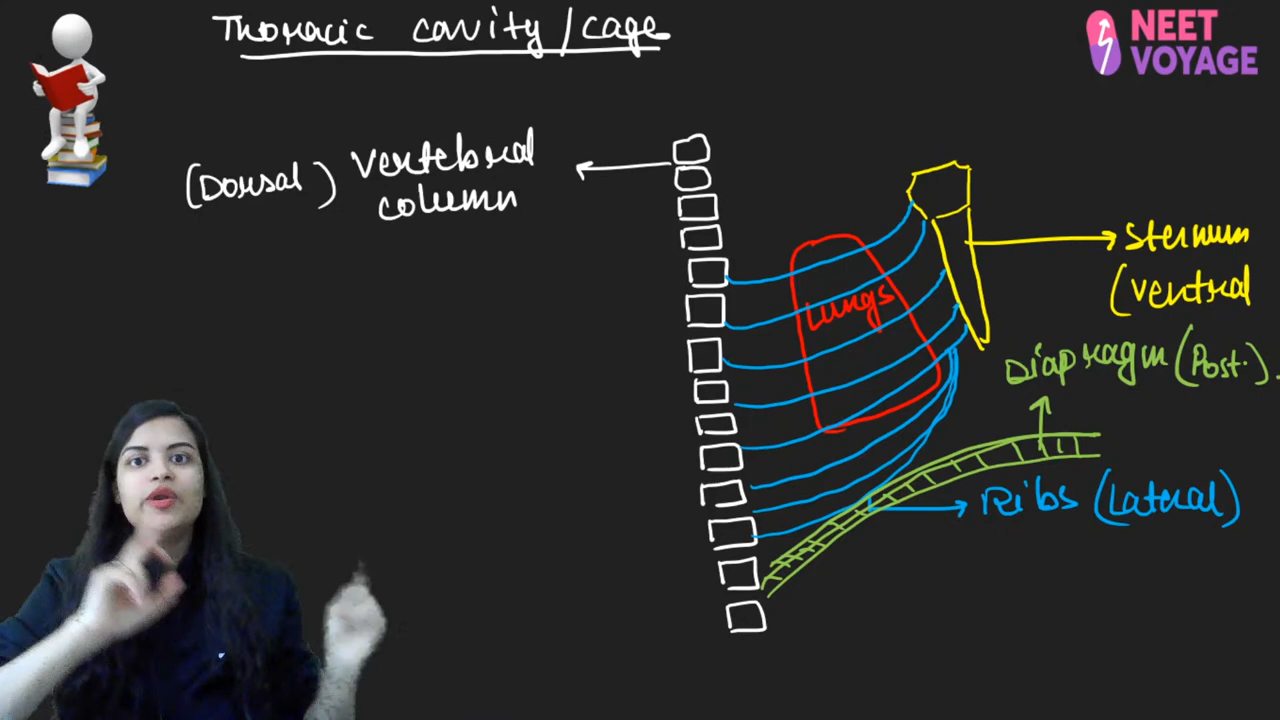 Thoracic cavity/cage
NEET
VOYAGE
(Dorsal) Vertebral
column
Sternum
(ventral
Lungs
Diaphragm (Post.).
Ribs (Lateral)